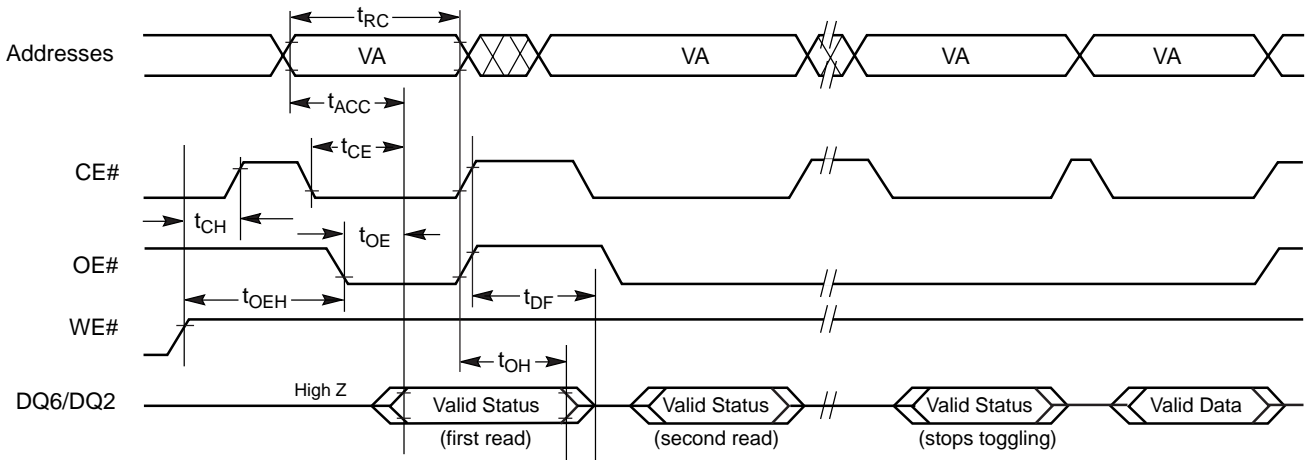 tRC
Addresses VA VA VA VA
tACC
tCE
CE#
tCH tOE
OE#
tOEH tDF
WE#
tOH
High Z
DQ6/DQ2 Valid Status Valid Status Valid Status Valid Data
(first read) (second read) (stops toggling)